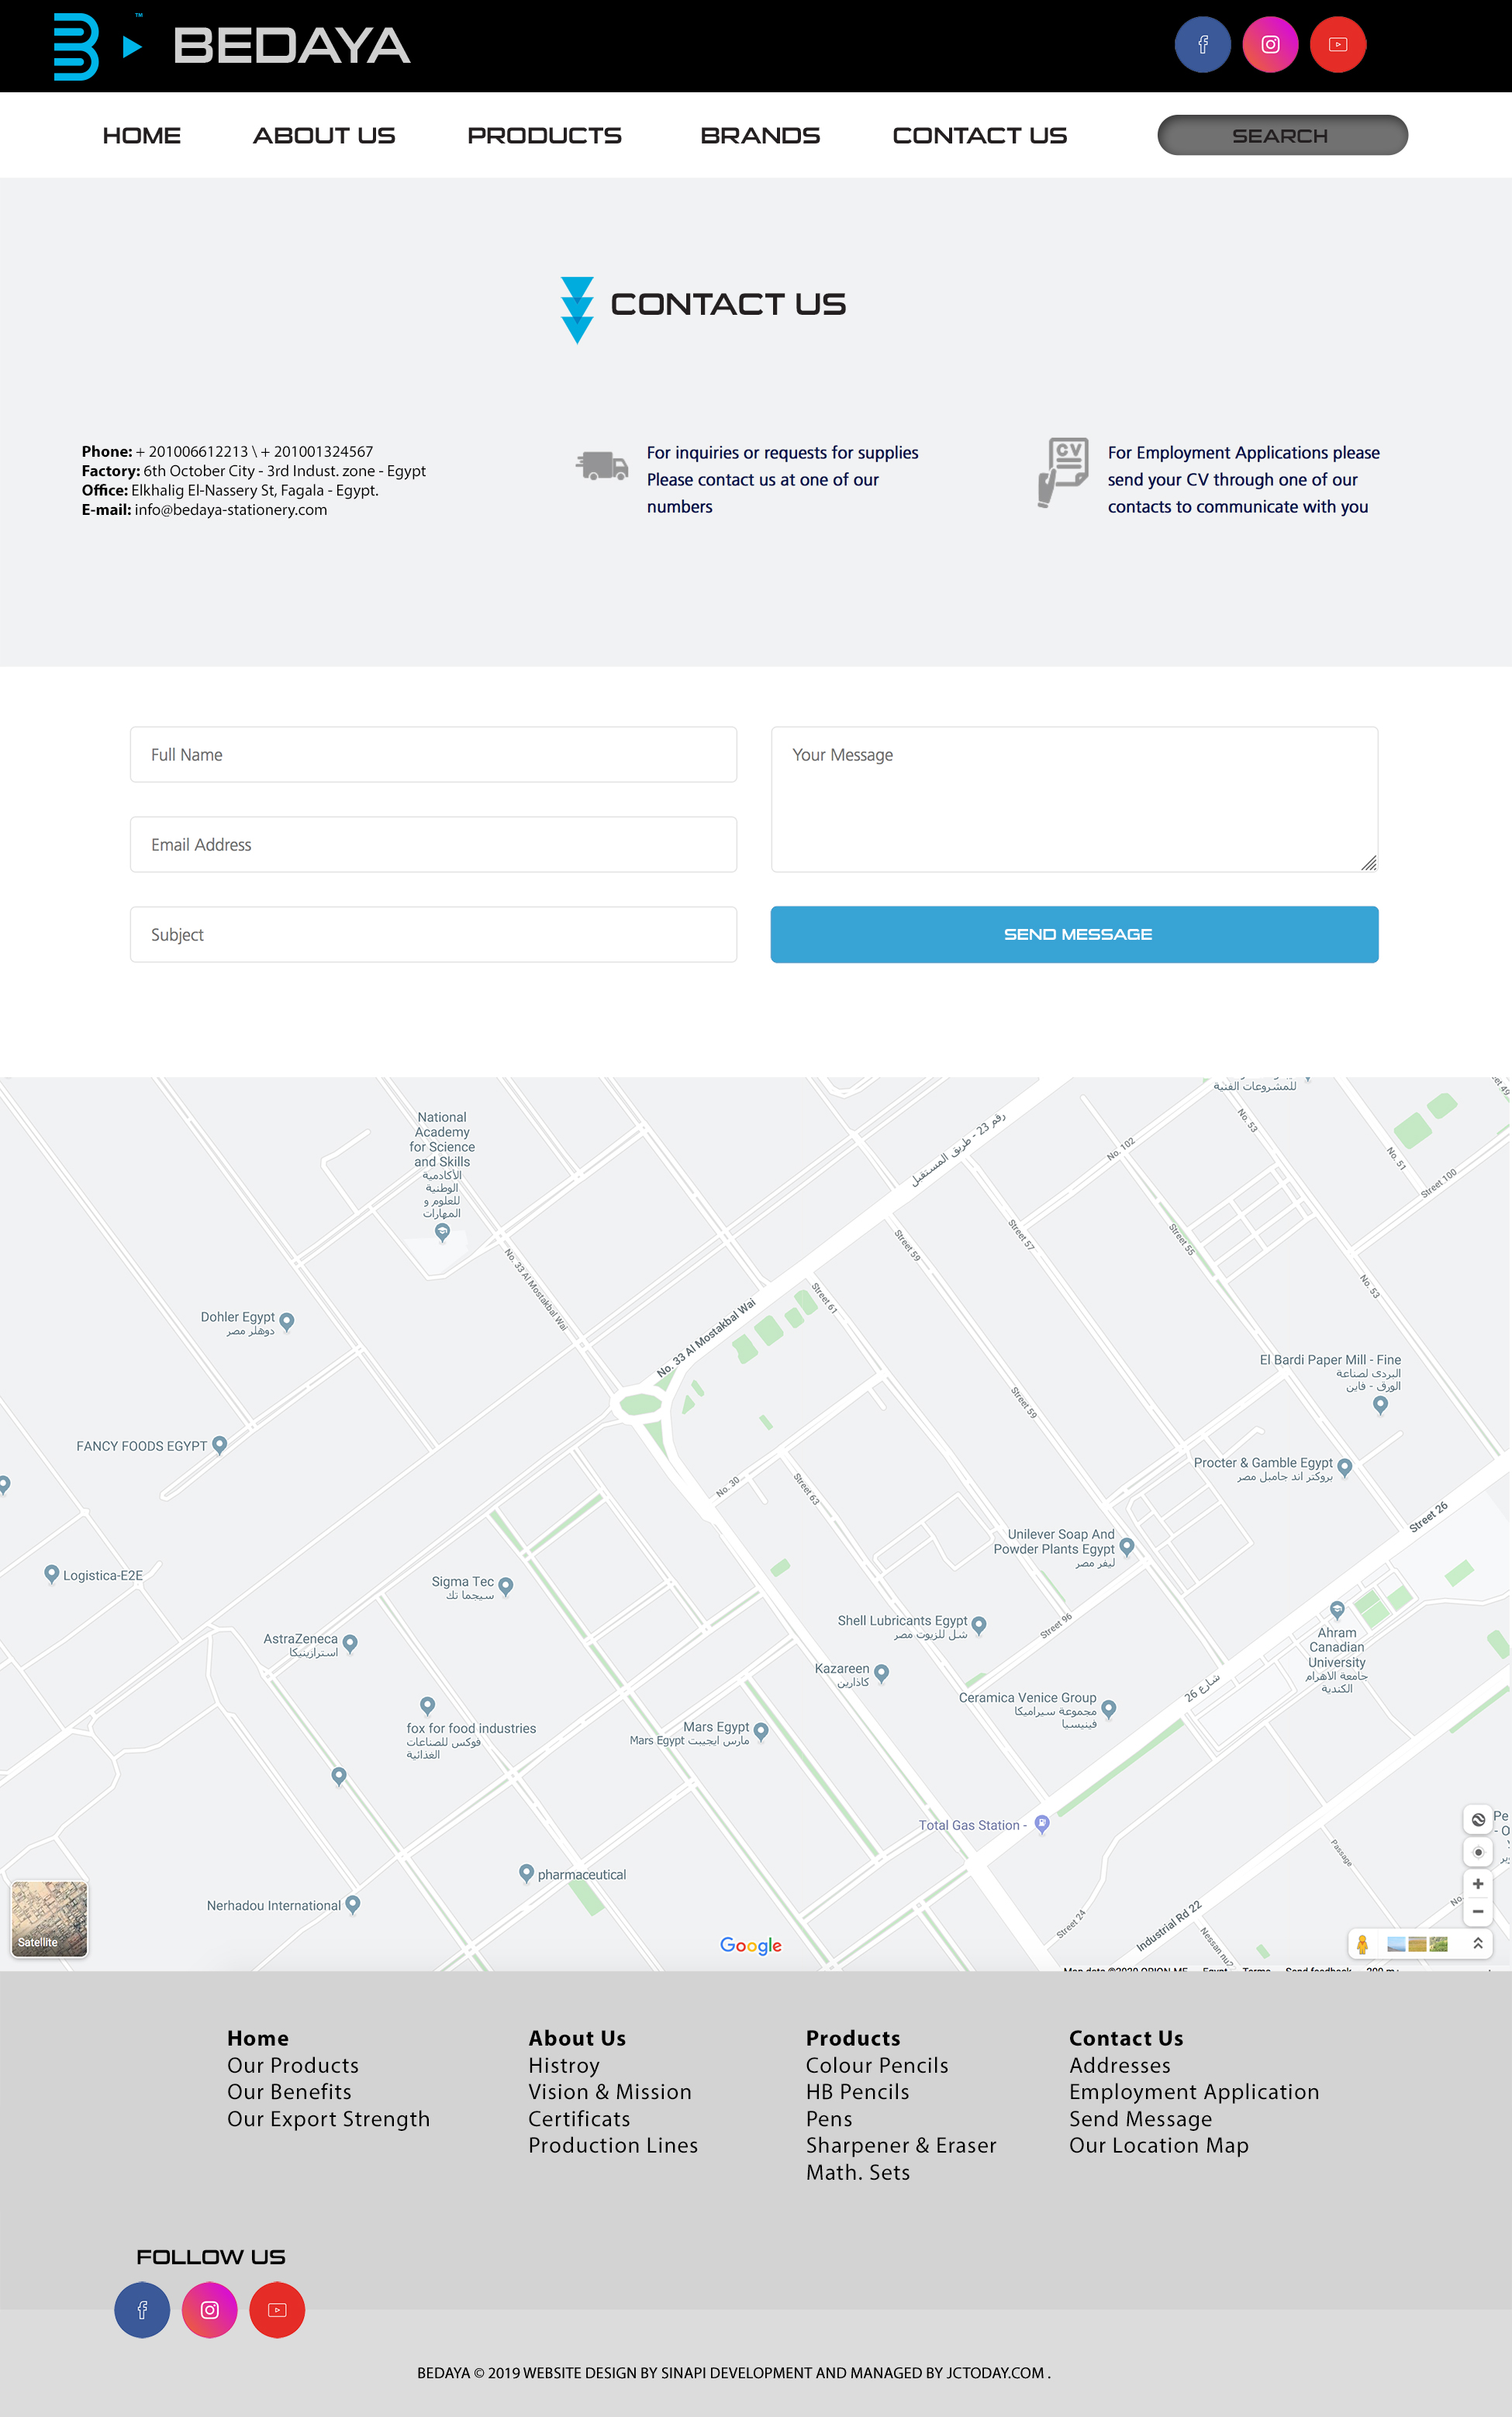 BEDAYA
™
HOME
ABOUT US
PRODUCTS
BRANDS
CONTACT US
SEARCH
CONTACT US
Phone: + 201006612213 \ + 201001324567
Factory: 6th October City - 3rd Indust. zone - Egypt
Office: Elkhalig El-Nassery St, Fagala - Egypt.
E-mail: info@bedaya-stationery.com
For inquiries or requests for supplies
Please contact us at one of our
numbers
CV
For Employment Applications please
send your CV through one of our
contacts to communicate with you
Full Name
Your Message
Email Address
Subject
SEND MESSAGE
للمشروعات الفنية
National
Academy
for Science
and Skills
الأكادمية
الوطنية
للعلوم و
المهارات
رقم 23 - طريق المستقبل
No. 102
No. 53
No. 51
Street 100
No. 33 Al Mostakbal Wai
Street 59
Street 57
Street 55
No. 53
Dohler Egypt
دوهلر مصر
No. 33 Al Mostakbal Wai
Street 61
El Bardi Paper Mill - Fine
البردى لصناعة
الورق - فاين
Street 59
FANCY FOODS EGYPT
Procter & Gamble Egypt
بروكتر اند جامبل مصر
No. 30
Street 63
Street 26
Unilever Soap And
Powder Plants Egypt
ليفر مصر
Logistica-E2E
Sigma Tec
سيجما تك
Shell Lubricants Egypt
شل للزيوت مصر
Street 96
AstraZeneca
استرازينيكا
Ahram
Canadian
University
جامعة الاهرام
الكندية
Kazareen
كاذارين
شارع 26
Ceramica Venice Group
مجموعة سيراميكا
فينيسيا
fox for food industries
فوكس للصناعات
الغذائية
Mars Egypt
Mars Egypt مارس ايجيبت
Total Gas Station -
Passage
pharmaceutical
Nerhadou International
Street 24
Industrial Rd 22
Nessan nu2
No.
Satellite
Google
Map data ©2020 ORION-ME Egypt Terms Send feedback 200 m
Home
Our Products
Our Benefits
Our Export Strength
About Us
Histroy
Vision & Mission
Certificats
Production Lines
Products
Colour Pencils
HB Pencils
Pens
Sharpener & Eraser
Math. Sets
Contact Us
Addresses
Employment Application
Send Message
Our Location Map
FOLLOW US
BEDAYA © 2019 WEBSITE DESIGN BY SINAPI DEVELOPMENT AND MANAGED BY JCTODAY.COM .